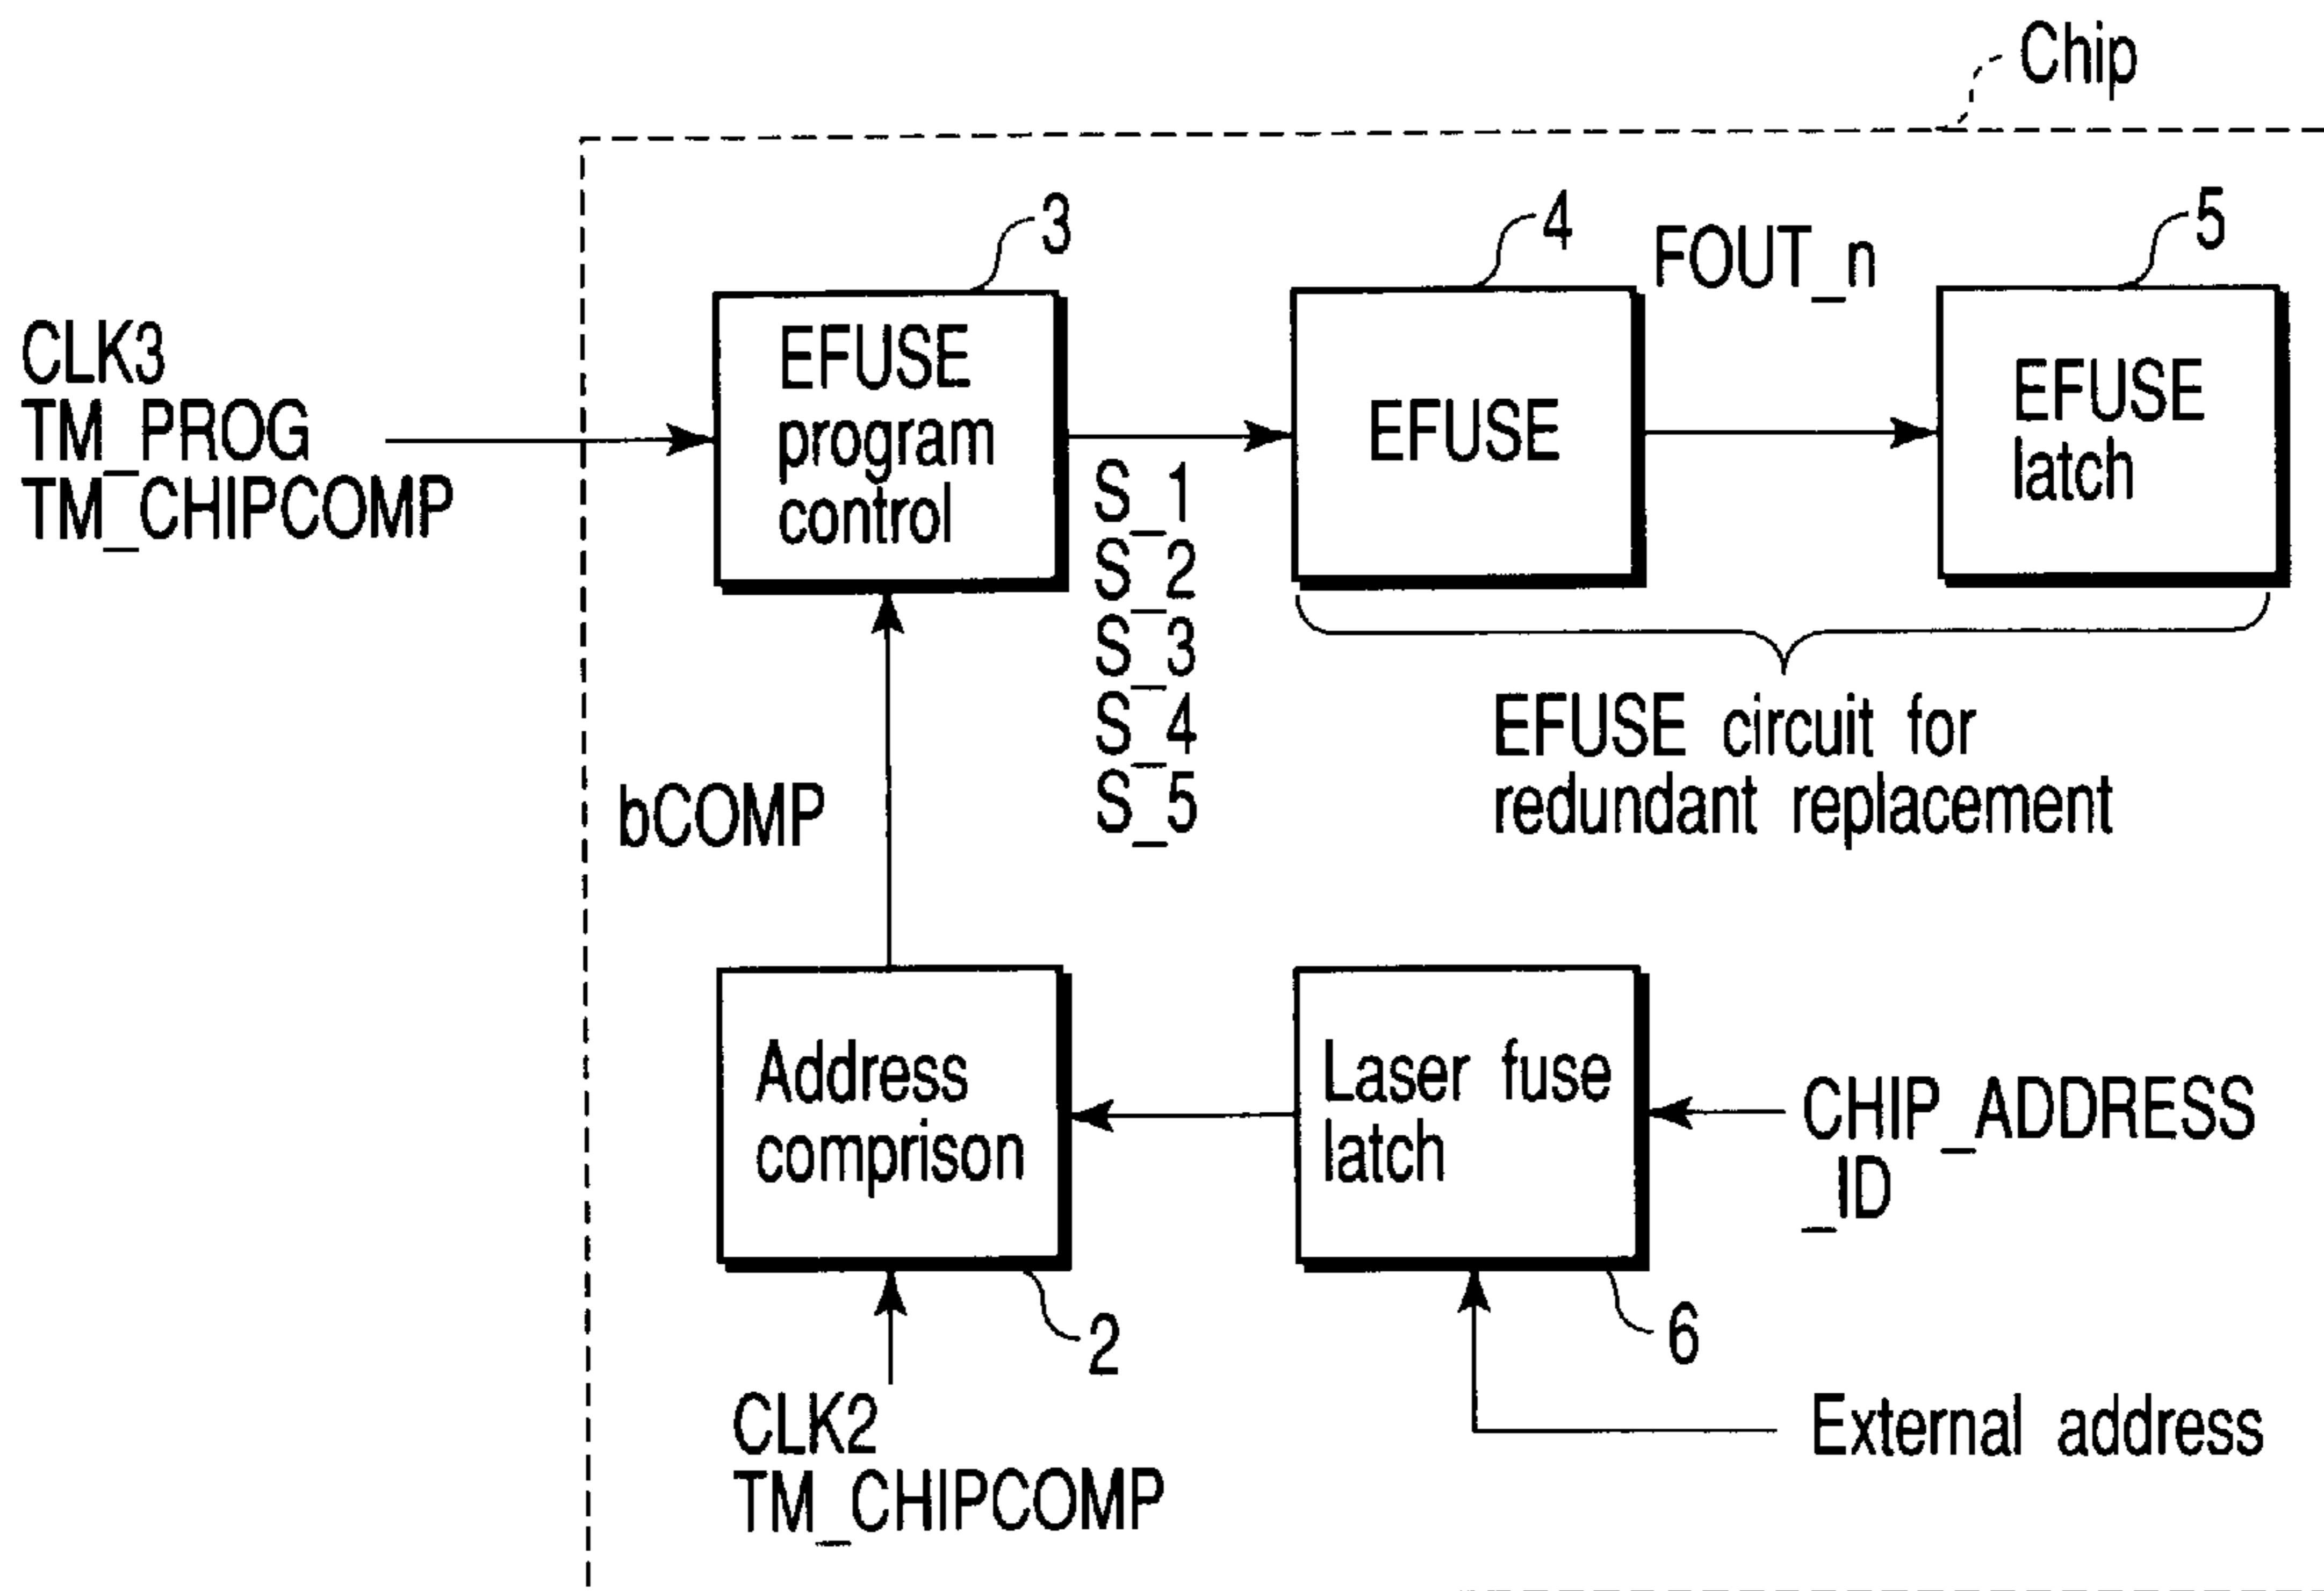 Chip
3
4
FOUT_n
5
CLK3
TM_PROG
TM_CHIPCOMP
EFUSE
program
control
EFUSE
EFUSE
latch
S_1
S_2
S_3
S_4
S_5
EFUSE circuit for
redundant replacement
bCOMP
Address
comprison
Laser fuse
latch
CHIP_ADDRESS
_ID
2
6
CLK2
TM_CHIPCOMP
External address